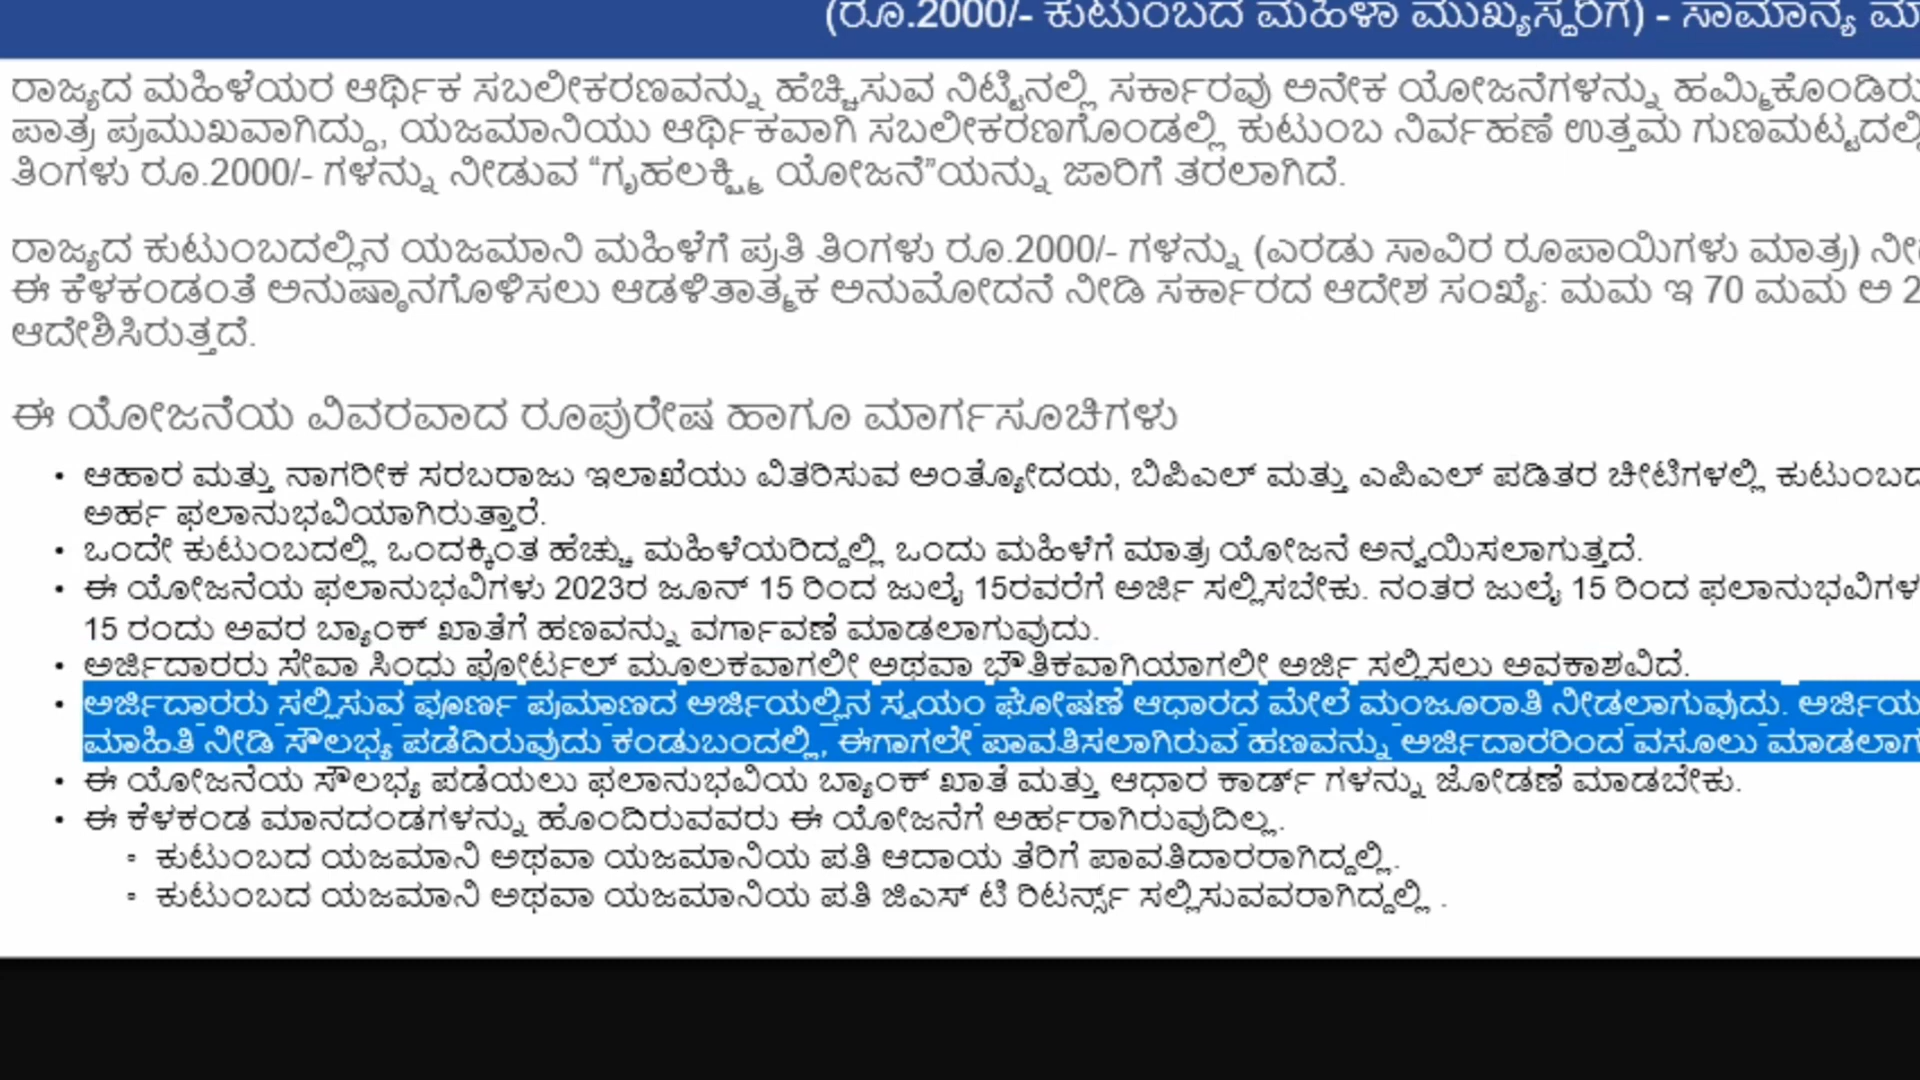 (ರೂ.2000/- ಕುಟುಂಬದ ಮಹಿಳಾ ಮುಖ್ಯಸ್ಥರಿಗೆ) - ಸಾಮಾನ್ಯ
ರಾಜ್ಯದ ಮಹಿಳೆಯರ ಆರ್ಥಿಕ ಸಬಲೀಕರಣವನ್ನು ಹೆಚ್ಚಿಸುವ ನಿಟ್ಟಿನಲ್ಲಿ ಸರ್ಕಾರವು ಅನೇಕ ಯೋಜನೆಗಳನ್ನು ಹಮ್ಮಿಕೊಂಡಿರು
ಪಾತ್ರ ಪ್ರಮುಖವಾಗಿದ್ದು, ಯಜಮಾನಿಯು ಆರ್ಥಿಕವಾಗಿ ಸಬಲೀಕರಣಗೊಂಡಲ್ಲಿ ಕುಟುಂಬ ನಿರ್ವಹಣೆ ಉತ್ತಮ ಗುಣಮಟ್ಟದಲ್ಲಿ
ತಿಂಗಳು ರೂ.2000/- ಗಳನ್ನು ನೀಡುವ “ಗೃಹಲಕ್ಷ್ಮಿ ಯೋಜನೆ”ಯನ್ನು ಜಾರಿಗೆ ತರಲಾಗಿದೆ.
ರಾಜ್ಯದ ಕುಟುಂಬದಲ್ಲಿನ ಯಜಮಾನಿ ಮಹಿಳೆಗೆ ಪ್ರತಿ ತಿಂಗಳು ರೂ.2000/- ಗಳನ್ನು (ಎರಡು ಸಾವಿರ ರೂಪಾಯಿಗಳು ಮಾತ್ರ)
ಈ ಕೆಳಕಂಡಂತೆ ಅನುಷ್ಠಾನಗೊಳಿಸಲು ಆಡಳಿತಾತ್ಮಕ ಅನುಮೋದನೆ ನೀಡಿ ಸರ್ಕಾರದ ಆದೇಶ ಸಂಖ್ಯೆ: ಮಮ ಇ 70 ಮಮ ಅ 2
ಆದೇಶಿಸಿರುತ್ತದೆ.
ಈ ಯೋಜನೆಯ ವಿವರವಾದ ರೂಪುರೇಷ ಹಾಗೂ ಮಾರ್ಗಸೂಚಿಗಳು
• ಆಹಾರ ಮತ್ತು ನಾಗರೀಕ ಸರಬರಾಜು ಇಲಾಖೆಯು ವಿತರಿಸುವ ಅಂತ್ಯೋದಯ, ಬಿಪಿಎಲ್ ಮತ್ತು ಎಪಿಎಲ್ ಪಡಿತರ ಚೀಟಿಗಳಲ್ಲಿ ಕುಟುಂಬದ
ಅರ್ಹ ಫಲಾನುಭವಿಯಾಗಿರುತ್ತಾರೆ.
• ಒಂದೇ ಕುಟುಂಬದಲ್ಲಿ ಒಂದಕ್ಕಿಂತ ಹೆಚ್ಚು ಮಹಿಳೆಯರಿದ್ದಲ್ಲಿ ಒಂದು ಮಹಿಳೆಗೆ ಮಾತ್ರ ಯೋಜನೆ ಅನ್ವಯಿಸಲಾಗುತ್ತದೆ.
• ಈ ಯೋಜನೆಯ ಫಲಾನುಭವಿಗಳು 2023ರ ಜೂನ್ 15 ರಿಂದ ಜುಲೈ 15ರವರೆಗೆ ಅರ್ಜಿ ಸಲ್ಲಿಸಬೇಕು. ನಂತರ ಜುಲೈ 15 ರಿಂದ ಫಲಾನುಭವಿಗಳ
15 ರಂದು ಅವರ ಬ್ಯಾಂಕ್ ಖಾತೆಗೆ ಹಣವನ್ನು ವರ್ಗಾವಣೆ ಮಾಡಲಾಗುವುದು.
• ಅರ್ಜಿದಾರರು ಸೇವಾ ಸಿಂಧು ಪೋರ್ಟಲ್ ಮೂಲಕವಾಗಲೀ ಅಥವಾ ಭೌತಿಕವಾಗಿಯಾಗಲೀ ಅರ್ಜಿ ಸಲ್ಲಿಸಲು ಅವಕಾಶವಿದೆ.
• ಅರ್ಜಿದಾರರು ಸಲ್ಲಿಸುವ ಪೂರ್ಣ ಪ್ರಮಾಣದ ಅರ್ಜಿಯಲ್ಲಿನ ಸ್ವಯಂ ಘೋಷಣೆ ಆಧಾರದ ಮೇಲೆ ಮಂಜೂರಾತಿ ನೀಡಲಾಗುವುದು. ಅರ್ಜಿಯ
ಮಾಹಿತಿ ನೀಡಿ ಸೌಲಭ್ಯ ಪಡೆದಿರುವುದು ಕಂಡುಬಂದಲ್ಲಿ, ಈಗಾಗಲೇ ಪಾವತಿಸಲಾಗಿರುವ ಹಣವನ್ನು ಅರ್ಜಿದಾರರಿಂದ ವಸೂಲು ಮಾಡಲಾಗ
• ಈ ಯೋಜನೆಯ ಸೌಲಭ್ಯ ಪಡೆಯಲು ಫಲಾನುಭವಿಯ ಬ್ಯಾಂಕ್ ಖಾತೆ ಮತ್ತು ಆಧಾರ ಕಾರ್ಡ್ ಗಳನ್ನು ಜೋಡಣೆ ಮಾಡಬೇಕು.
• ಈ ಕೆಳಕಂಡ ಮಾನದಂಡಗಳನ್ನು ಹೊಂದಿರುವವರು ಈ ಯೋಜನೆಗೆ ಅರ್ಹರಾಗಿರುವುದಿಲ್ಲ.
◦ ಕುಟುಂಬದ ಯಜಮಾನಿ ಅಥವಾ ಯಜಮಾನಿಯ ಪತಿ ಆದಾಯ ತೆರಿಗೆ ಪಾವತಿದಾರರಾಗಿದ್ದಲ್ಲಿ.
◦ ಕುಟುಂಬದ ಯಜಮಾನಿ ಅಥವಾ ಯಜಮಾನಿಯ ಪತಿ ಜಿಎಸ್ ಟಿ ರಿಟರ್ನ್ಸ್ ಸಲ್ಲಿಸುವವರಾಗಿದ್ದಲ್ಲಿ .